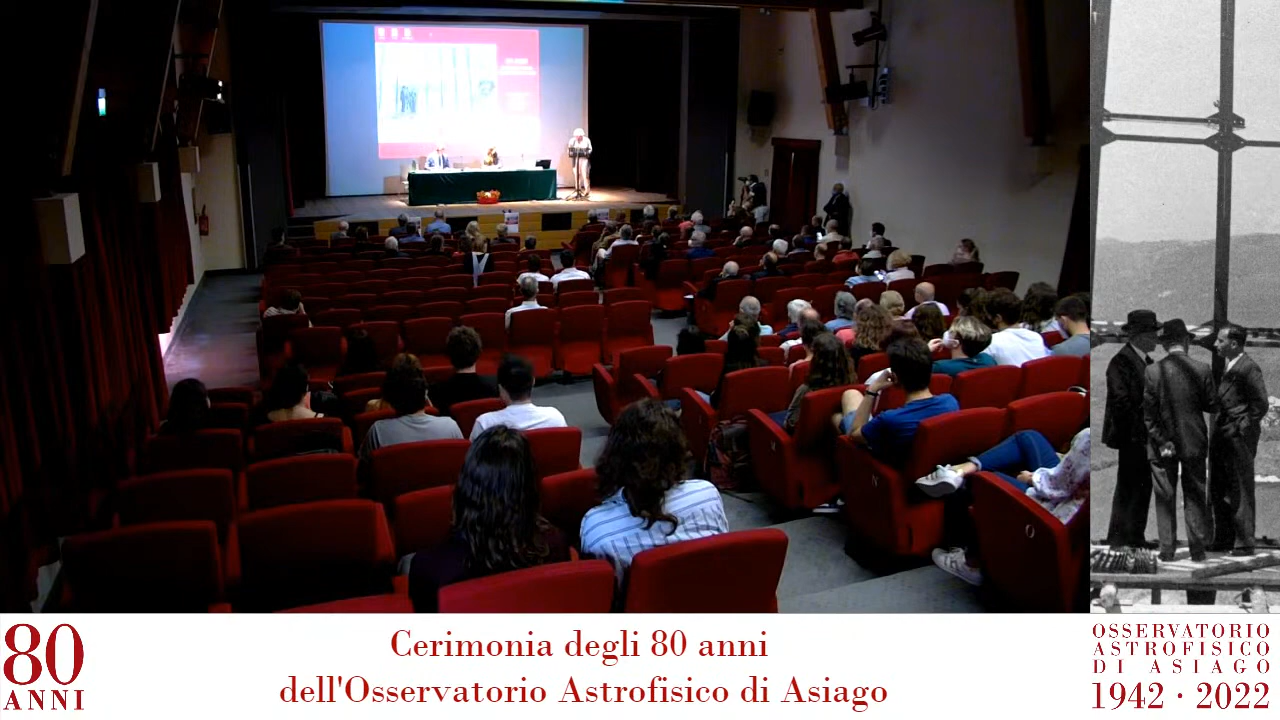 80
ANNI
Cerimonia degli 80 anni
dell'Osservatorio Astrofisico di Asiago
OSSERVATORIO
ASTROFISICO
DI ASIAGO
1942 · 2022